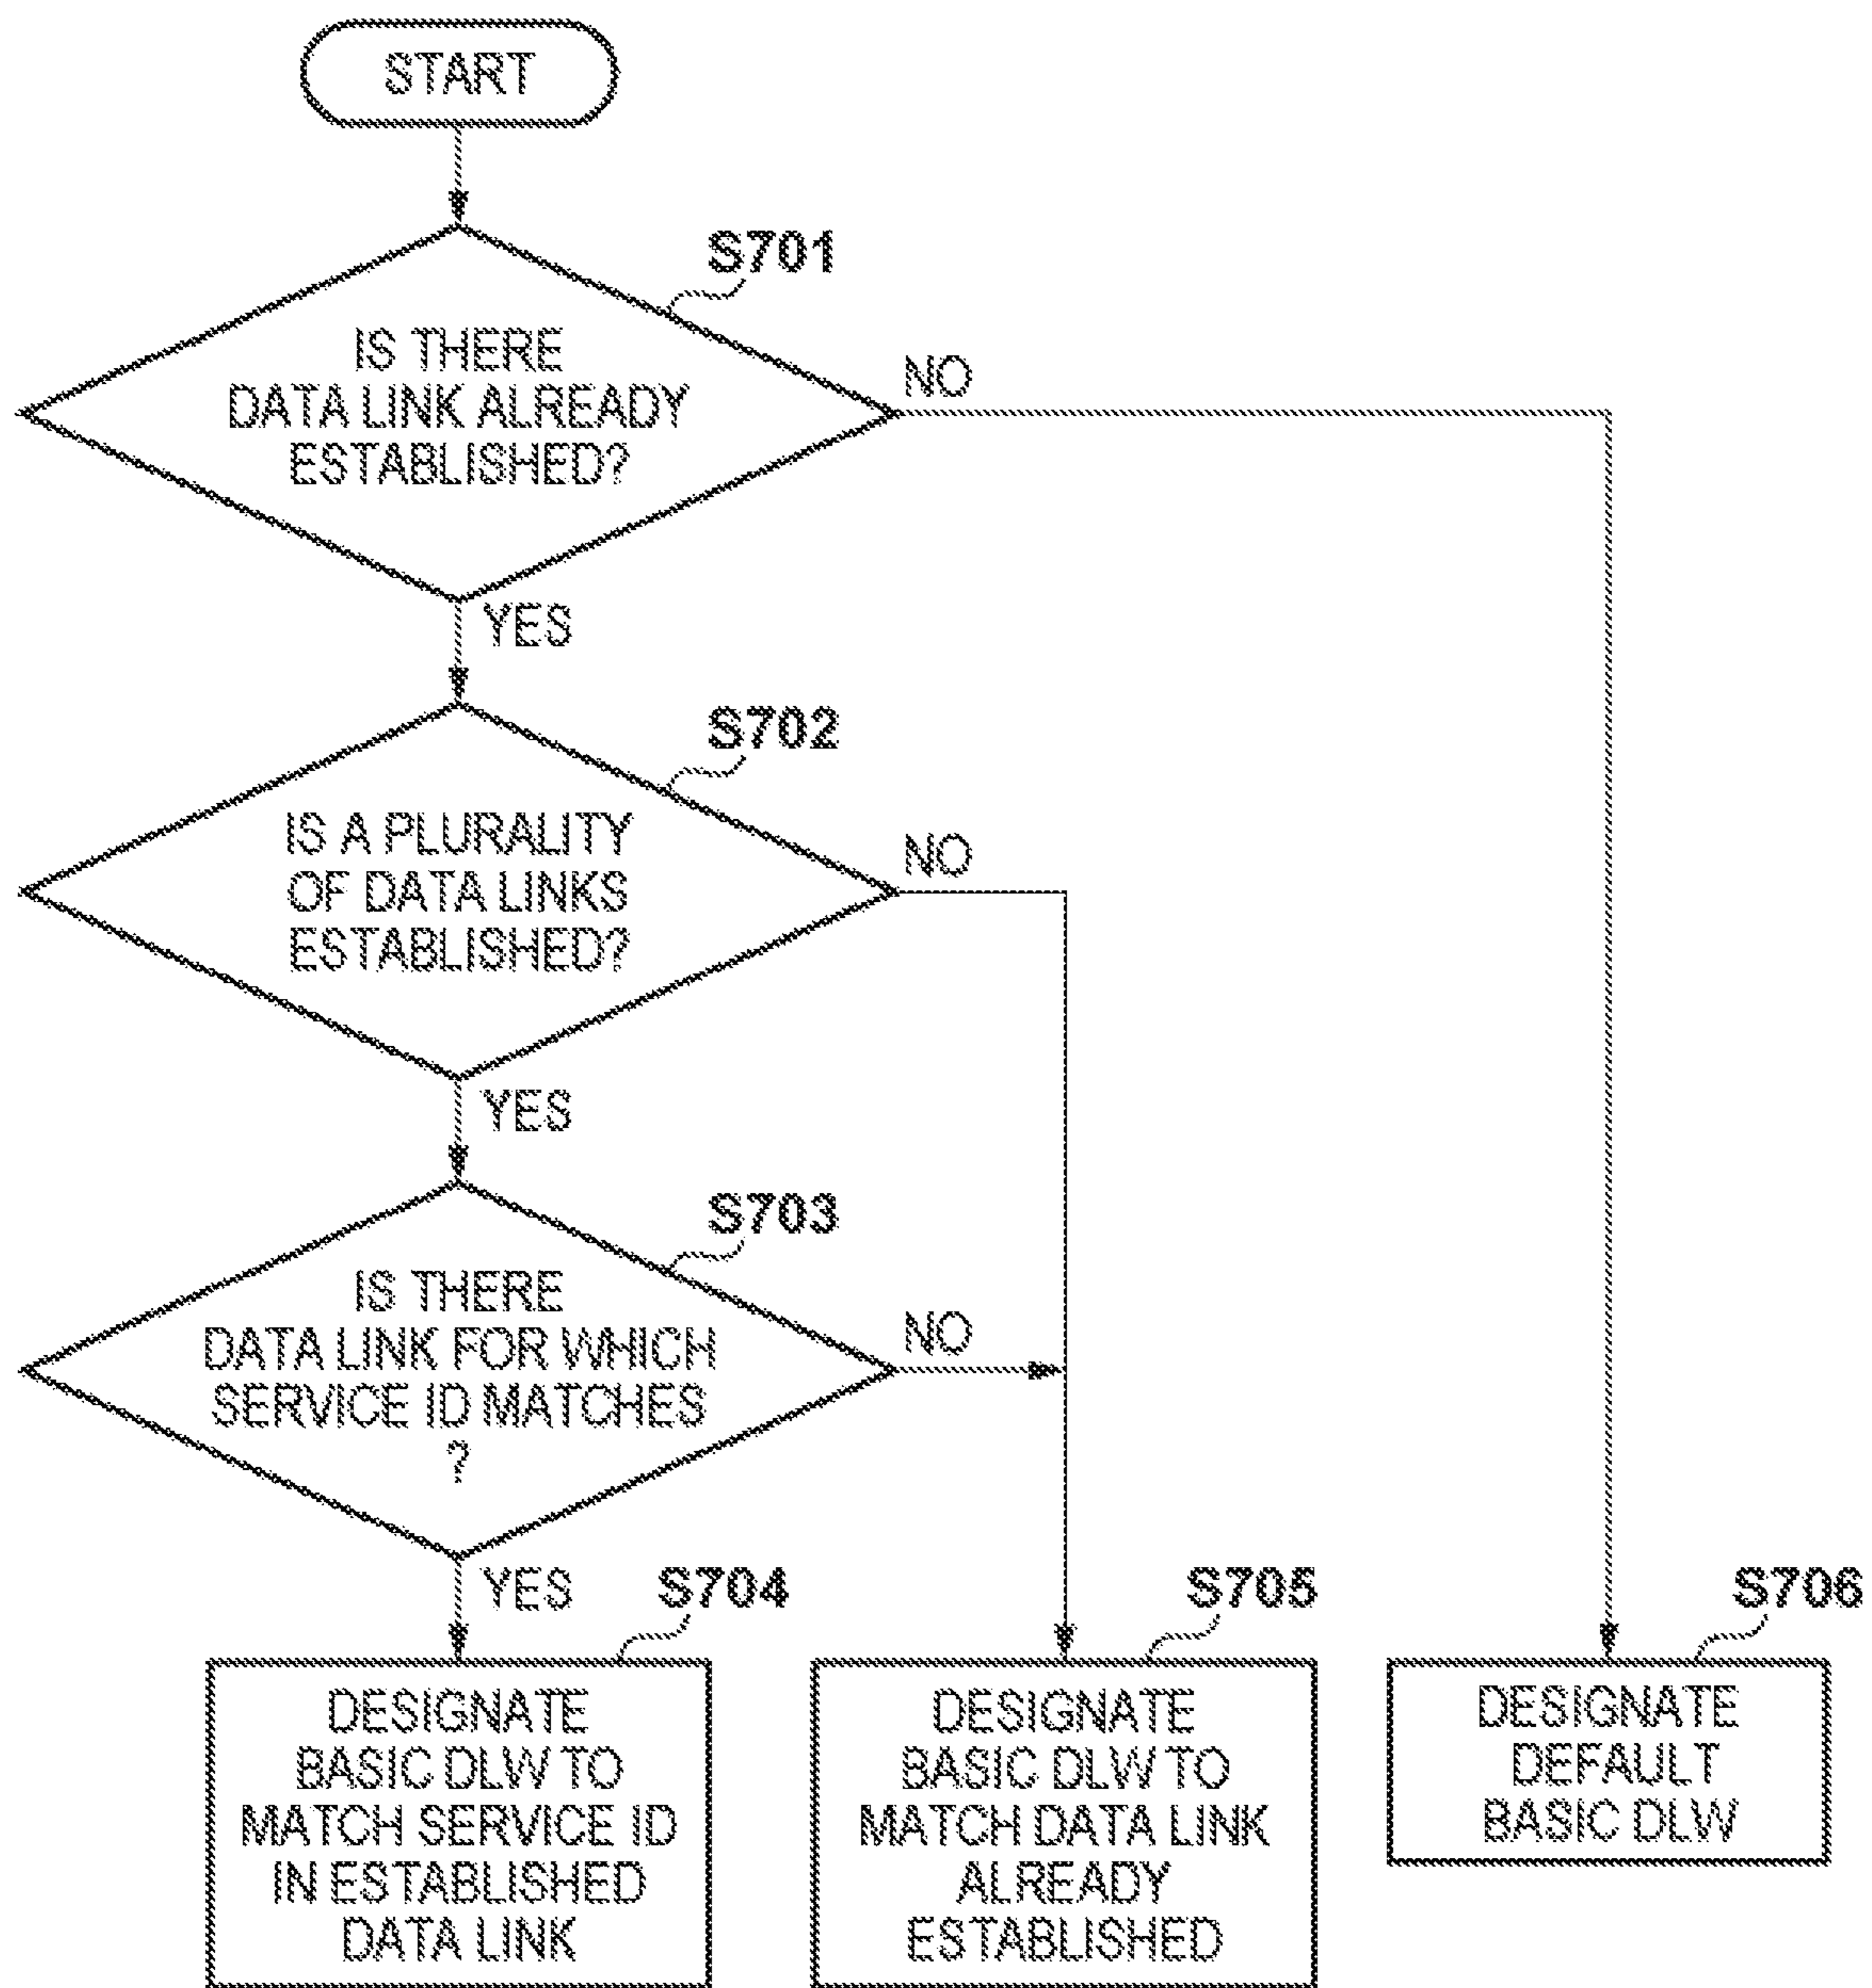 START
S701
IS THERE
DATA LINK ALREADY
ESTABLISHED?
NO
YES
S702
IS A PLURALITY
OF DATA LINKS
ESTABLISHED?
NO
YES
S703
IS THERE
DATA LINK FOR WHICH
SERVICE ID MATCHES
?
NO
YES
S704
DESIGNATE
BASIC DLW TO
MATCH SERVICE ID
IN ESTABLISHED
DATA LINK
S705
DESIGNATE
BASIC DLW TO
MATCH DATA LINK
ALREADY
ESTABLISHED
S706
DESIGNATE
DEFAULT
BASIC DLW